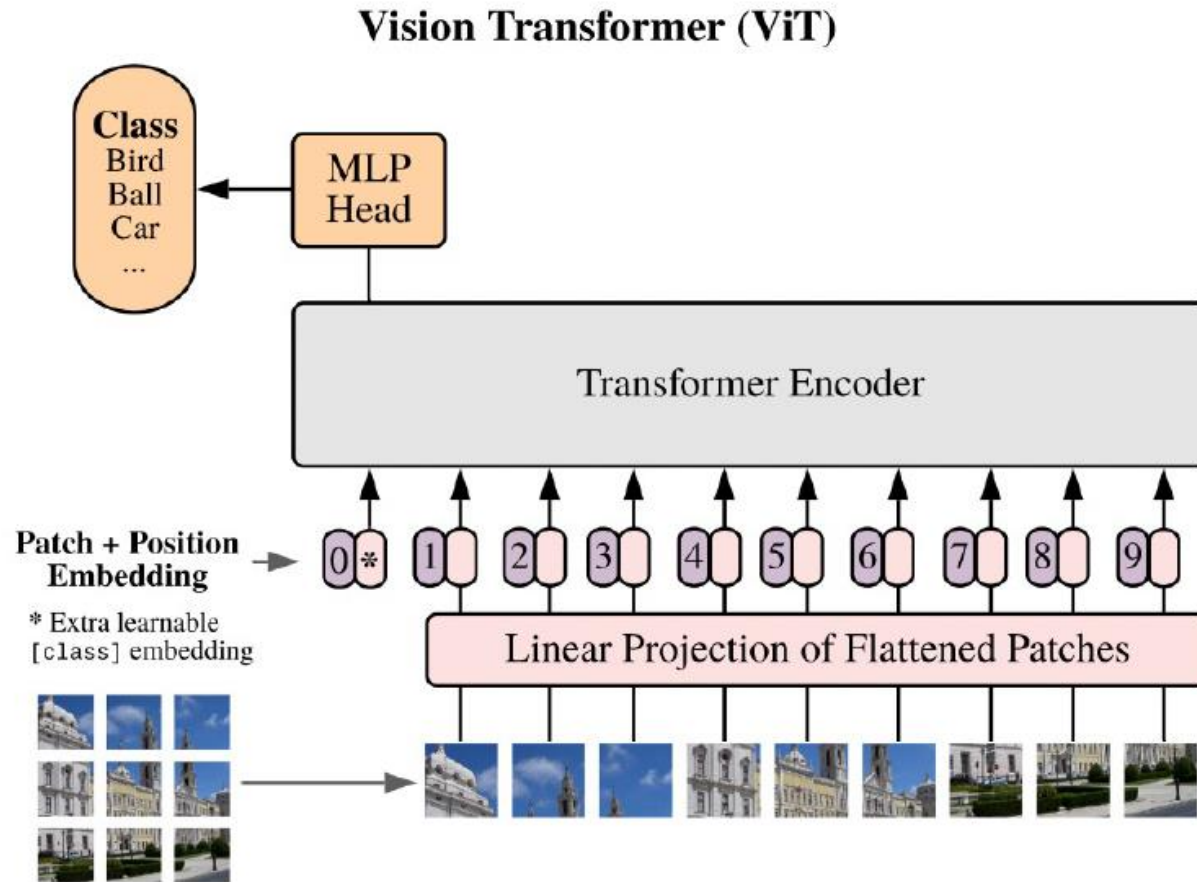 Vision Transformer (ViT)
Class
Bird
Ball
Car
...
MLP
Head
Transformer Encoder
Patch + Position
Embedding
0 * 1 2 3 4 5 6 7 8 9
* Extra learnable
[class] embedding
Linear Projection of Flattened Patches